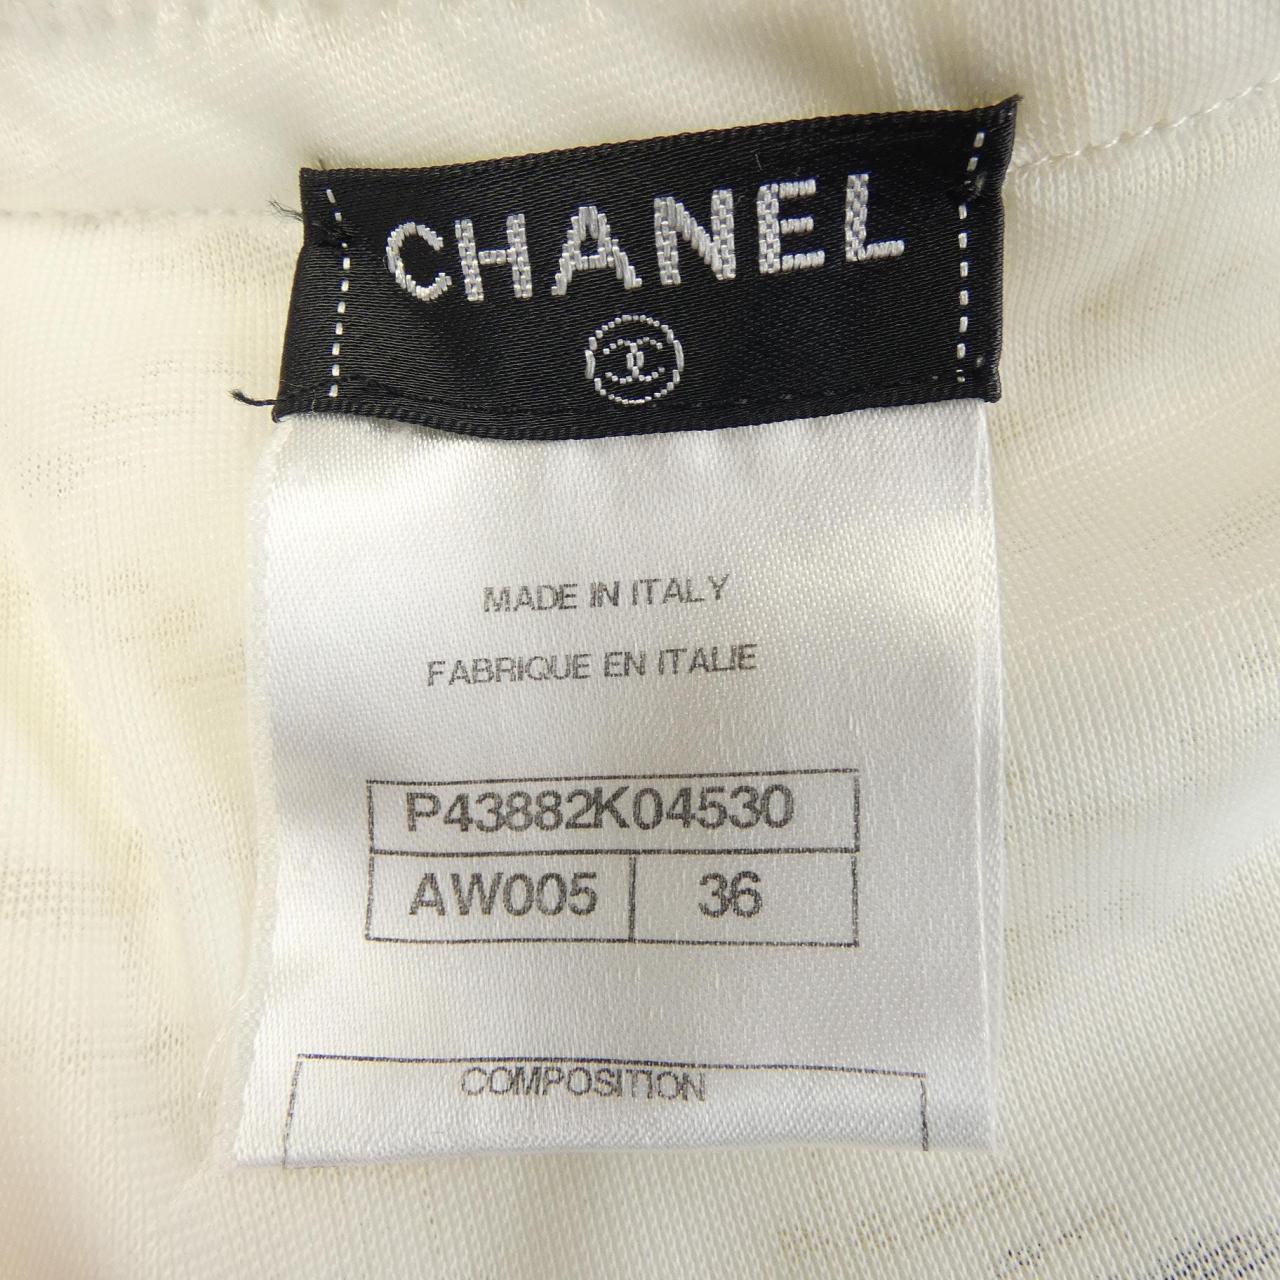 CHANEL
MADE IN ITALY
FABRIQUE EN ITALIE
P43882K04530
AW005 36
COMPOSITION